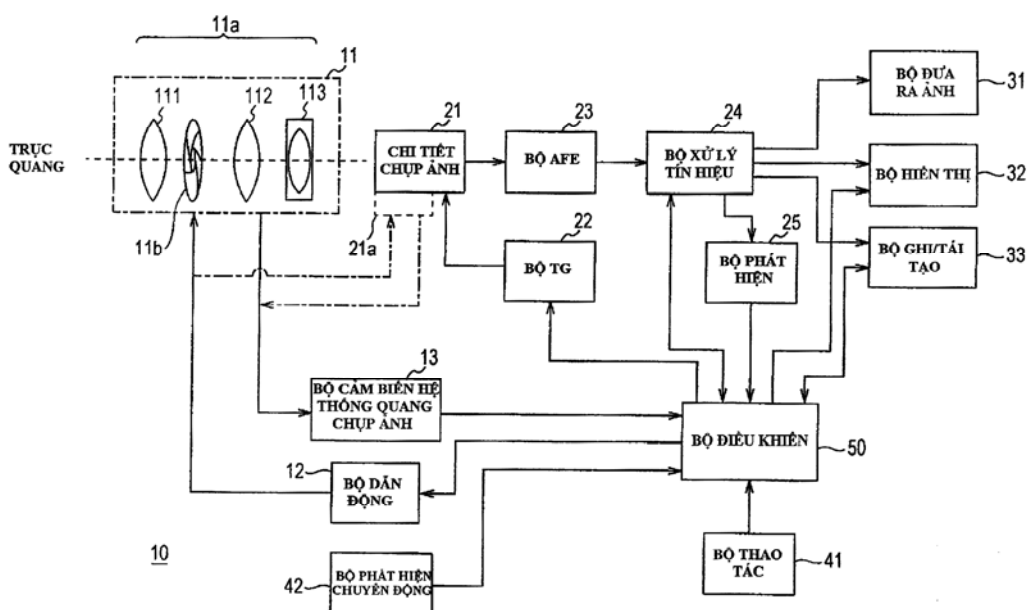 11a
11
111
112
113
TRỤC
QUANG
11b
21
CHI TIẾT
CHỤP ẢNH
21a
23
BỘ AFE
24
BỘ XỬ LÝ
TÍN HIỆU
BỘ ĐƯA
RA ẢNH
31
BỘ HIỂN THỊ
32
22
BỘ TG
25
BỘ PHÁT
HIỆN
BỘ GHI/TÁI
TẠO
33
13
BỘ CẢM BIẾN HỆ
THỐNG QUANG
CHỤP ẢNH
BỘ ĐIỀU KHIỂN
50
12
BỘ DẪN
ĐỘNG
10
42
BỘ PHÁT HIỆN
CHUYỂN ĐỘNG
BỘ THAO
TÁC
41